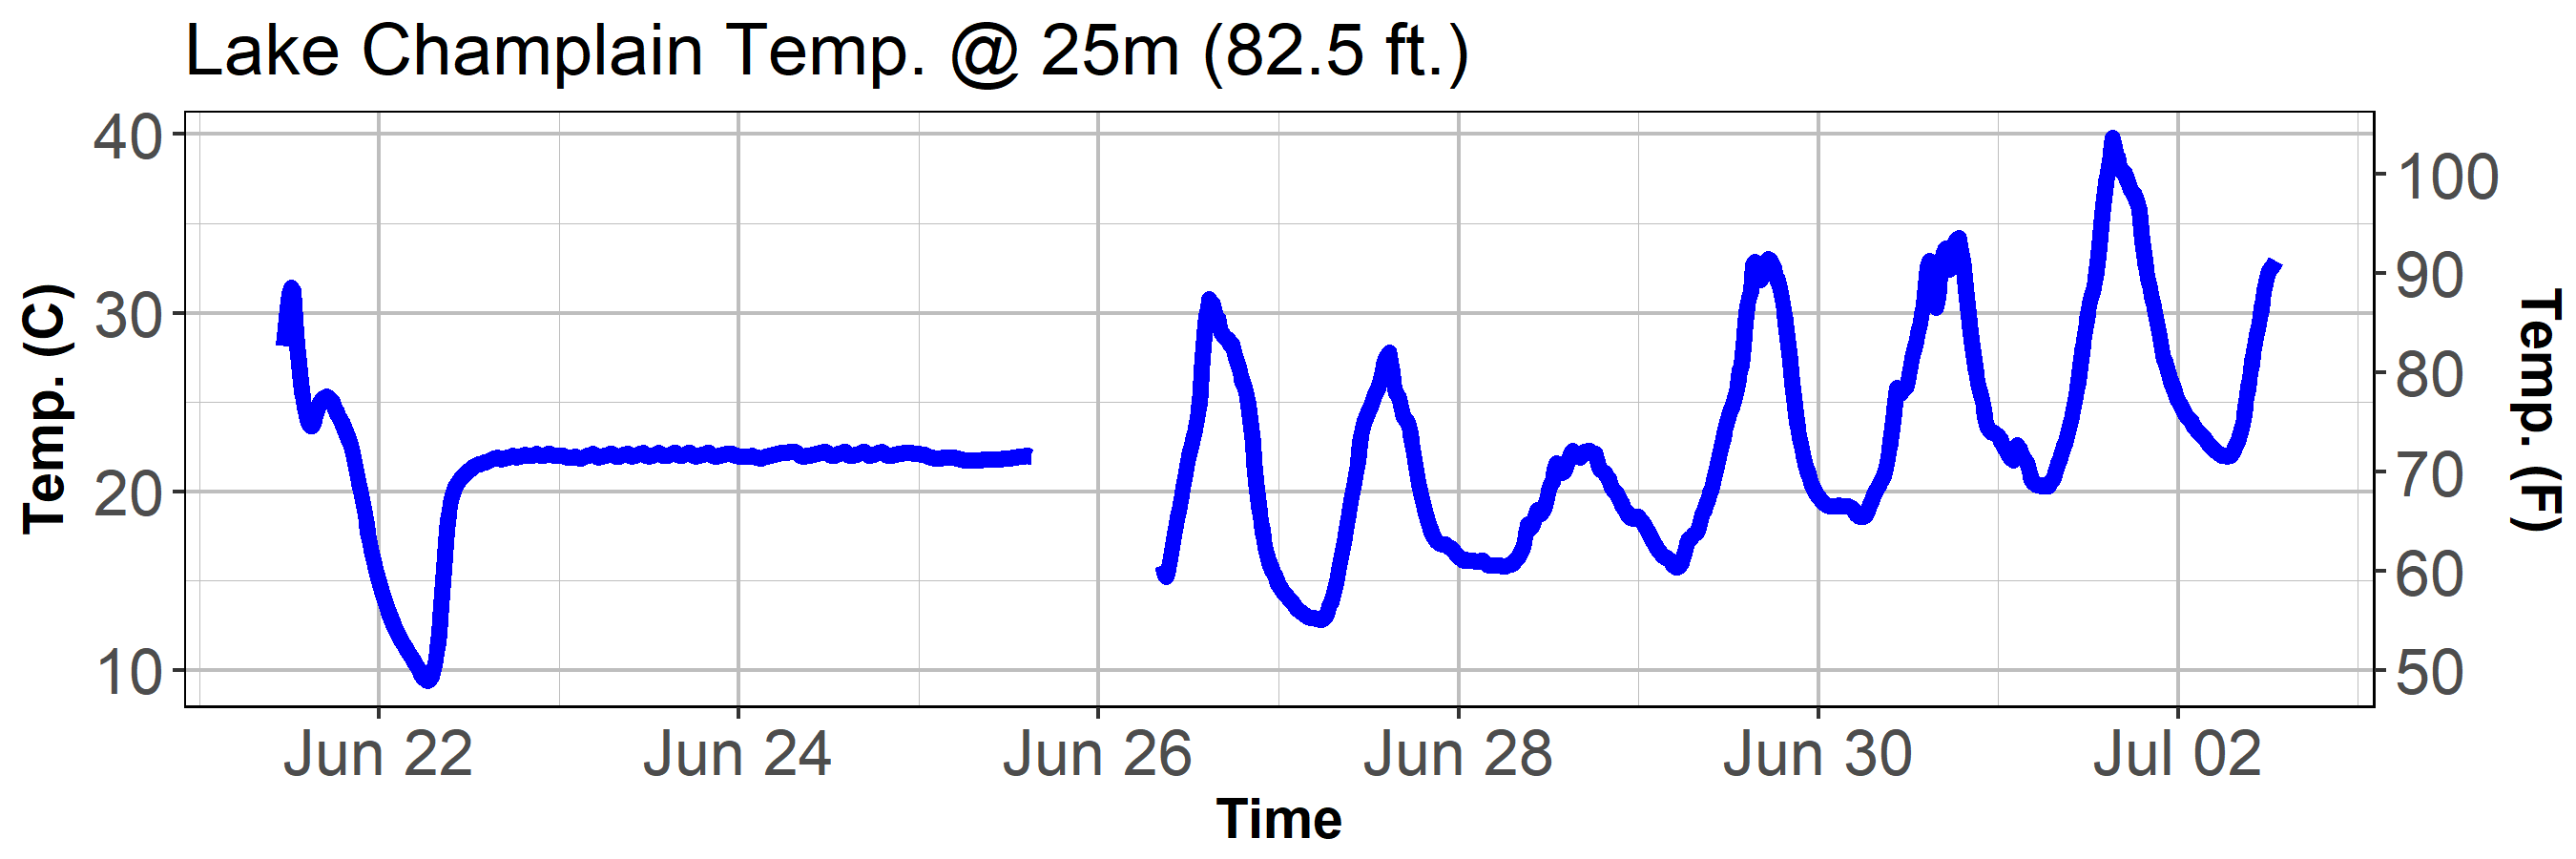 Lake Champlain Temp. @ 25m (82.5 ft.)
40
30
20
10
Temp. (C)
100
90
80
70
60
50
Temp. (F)
Jun 22 Jun 24 Jun 26 Jun 28 Jun 30 Jul 02
Time